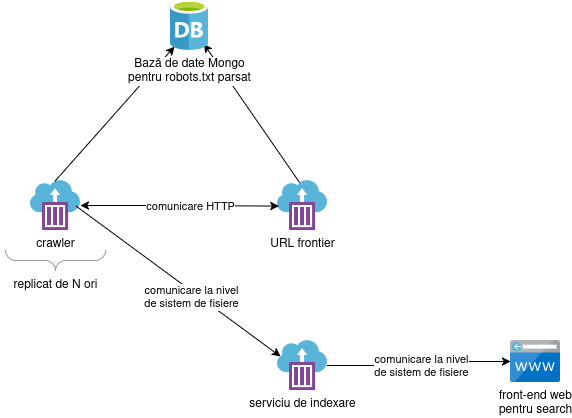 DB
Bază de date Mongo
pentru robots.txt parsat
comunicare HTTP
crawler
URL frontier
replicat de N ori
comunicare la nivel
de sistem de fisiere
serviciu de indexare
comunicare la nivel
de sistem de fisiere
www
front-end web
pentru search